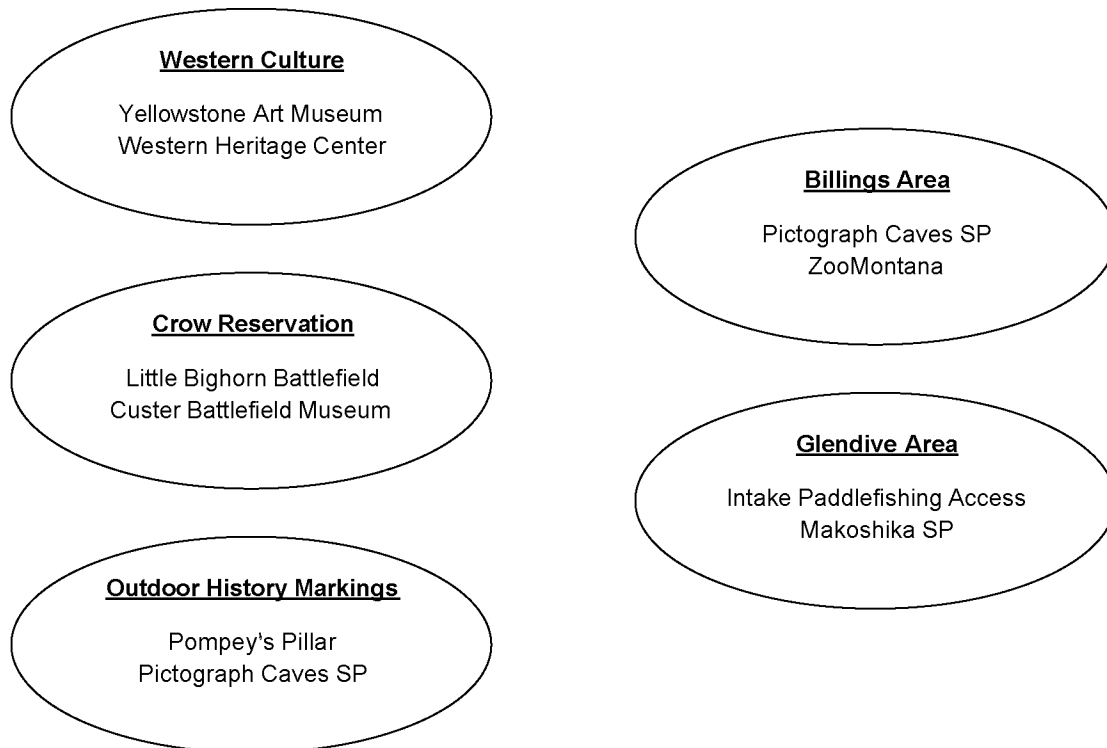 Western Culture
Yellowstone Art Museum
Western Heritage Center
Crow Reservation
Little Bighorn Battlefield
Custer Battlefield Museum
Outdoor History Markings
Pompey's Pillar
Pictograph Caves SP
Billings Area
Pictograph Caves SP
ZooMontana
Glendive Area
Intake Paddlefishing Access
Makoshika SP